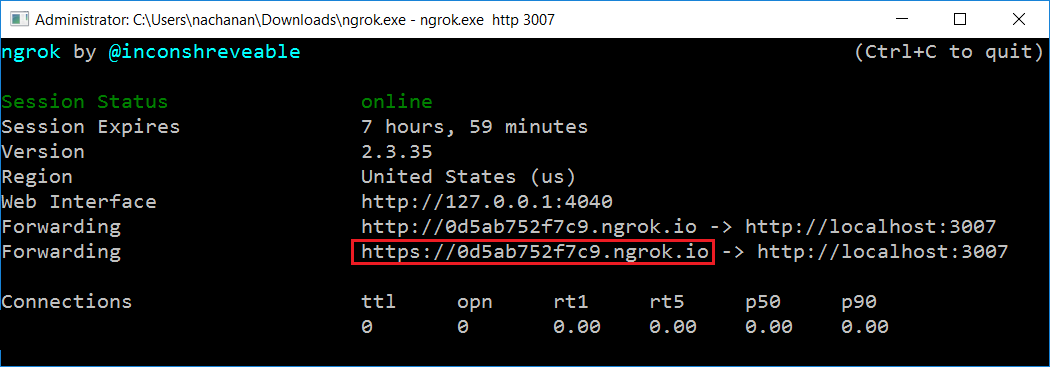 Administrator: C:\Users\nachanan\Downloads\ngrok.exe - ngrok.exe  http 3007
ngrok by @inconshreveable (Ctrl+C to quit)
Session Status online
Session Expires 7 hours, 59 minutes
Version 2.3.35
Region United States (us)
Web Interface http://127.0.0.1:4040
Forwarding http://0d5ab752f7c9.ngrok.io -> http://localhost:3007
Forwarding https://0d5ab752f7c9.ngrok.io -> http://localhost:3007
Connections ttl opn rt1 rt5 p50 p90
0 0 0.00 0.00 0.00 0.00